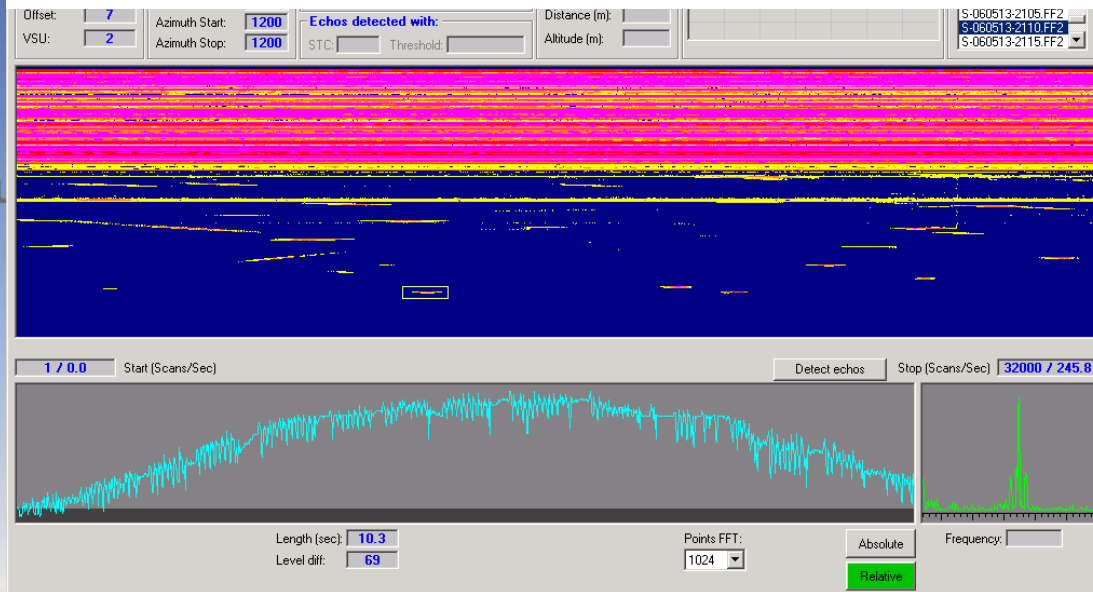 Offset: 7
VSU: 2
Azimuth Start: 1200
Azimuth Stop: 1200
Echos detected with:
STC:
Threshold:
Distance (m):
Altitude (m):
S-060513-2105.FF2
S-060513-2110.FF2
S-060513-2115.FF2
1 / 0.0 Start (Scans/Sec)
Detect echos
Stop (Scans/Sec) 32000 / 245.8
Length (sec): 10.3
Level diff: 69
Points FFT:
1024
Absolute
Relative
Frequency: